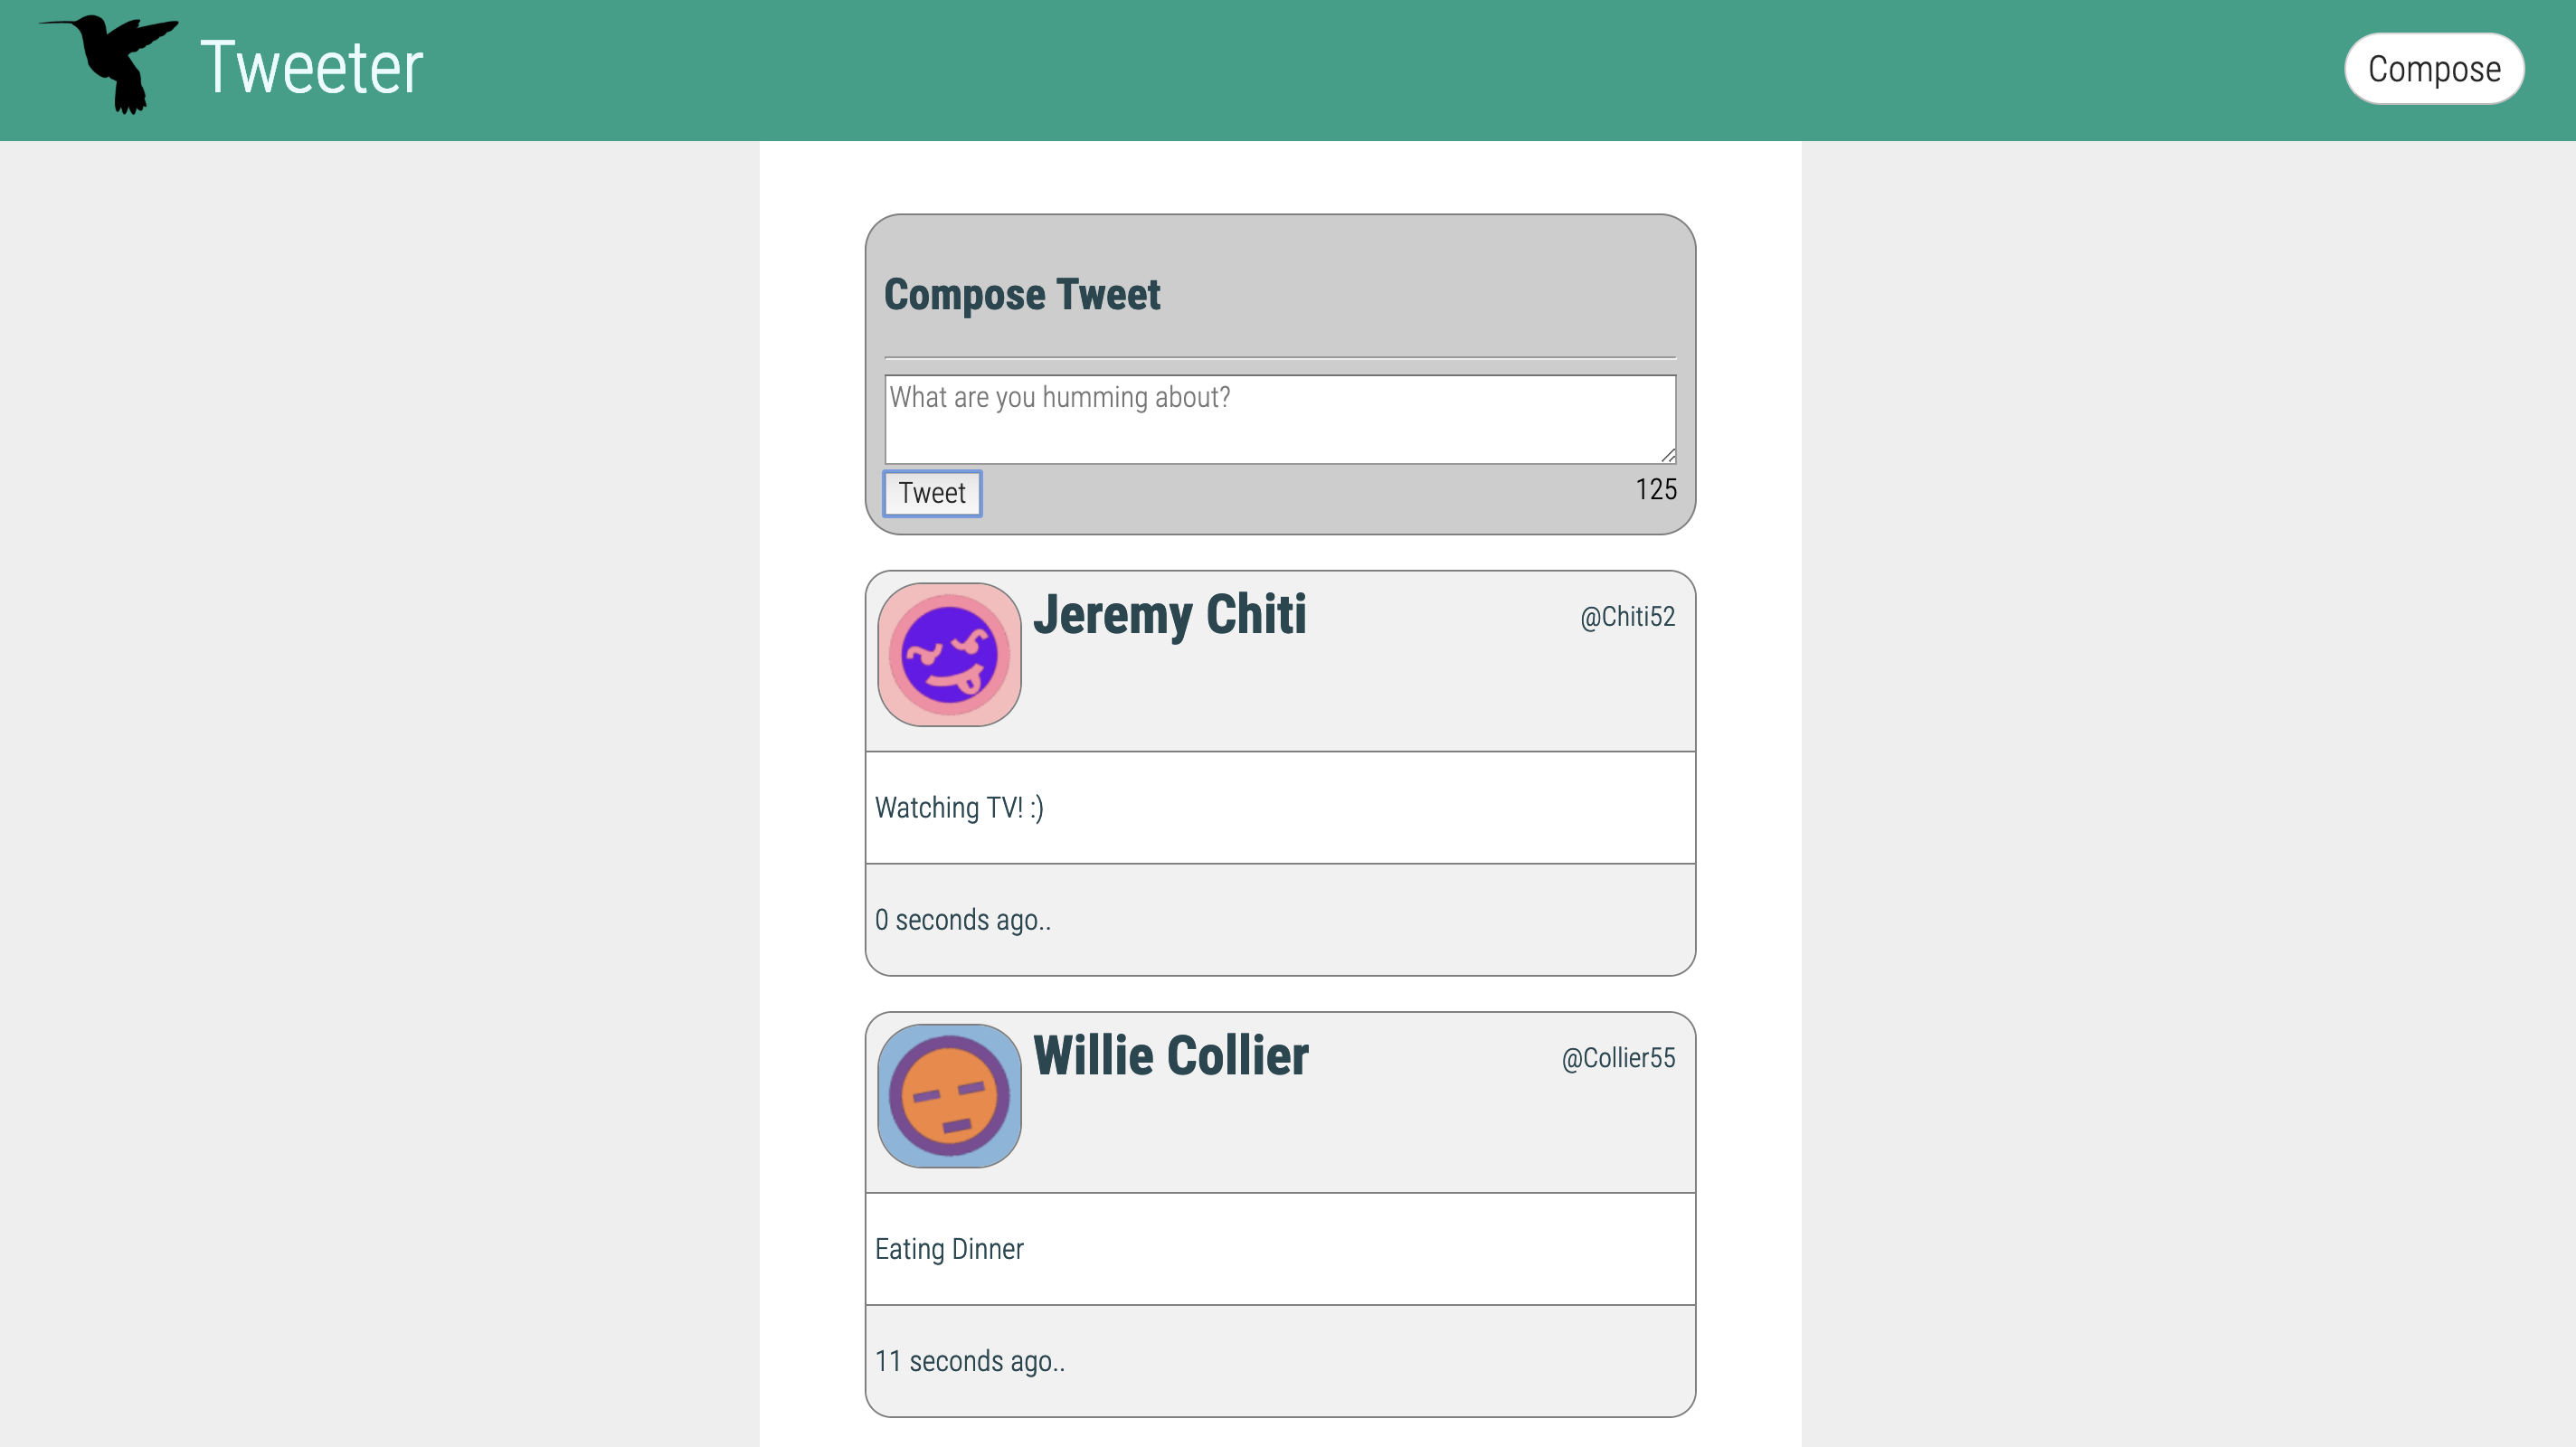 Tweeter
Compose
Compose Tweet
What are you humming about?
Tweet
125
Jeremy Chiti
@Chiti52
Watching TV! :)
0 seconds ago..
Willie Collier
@Collier55
Eating Dinner
11 seconds ago..